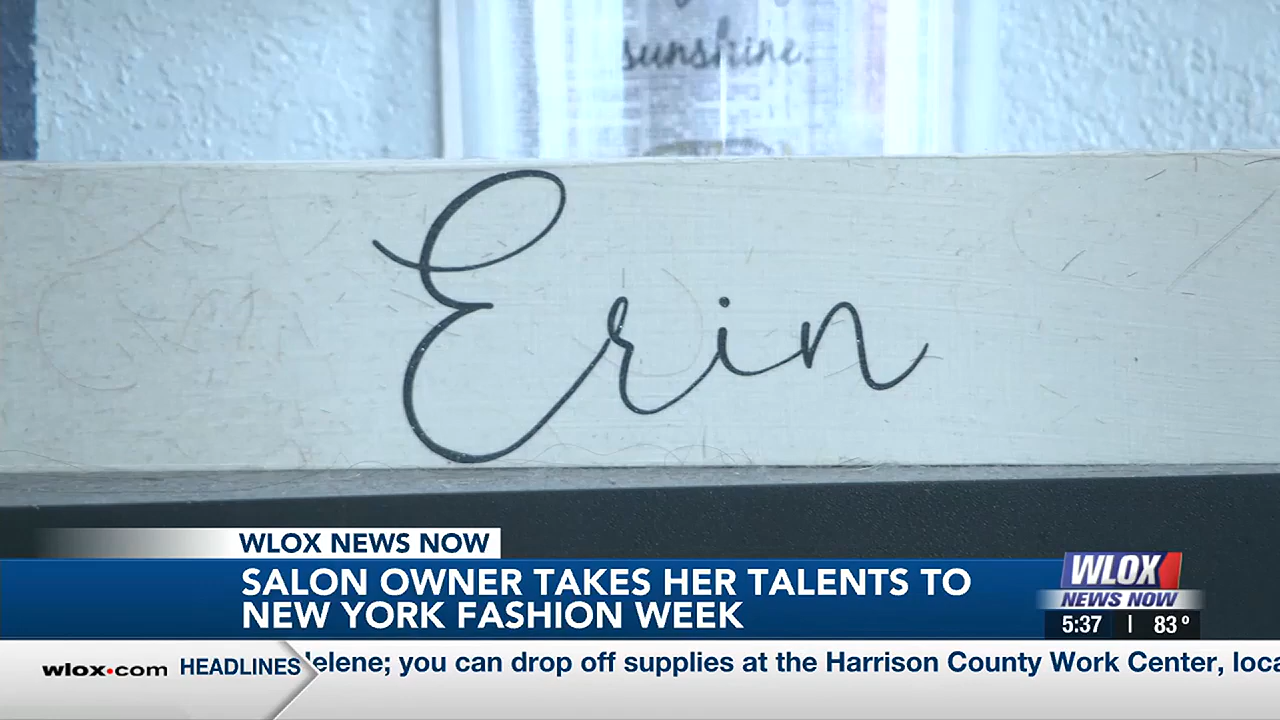 sunshine.
Erin
WLOX NEWS NOW
SALON OWNER TAKES HER TALENTS TO
NEW YORK FASHION WEEK
WLOX
NEWS NOW
5:37 | 83°
wlox.com HEADLINES
elene; you can drop off supplies at the Harrison County Work Center, loca